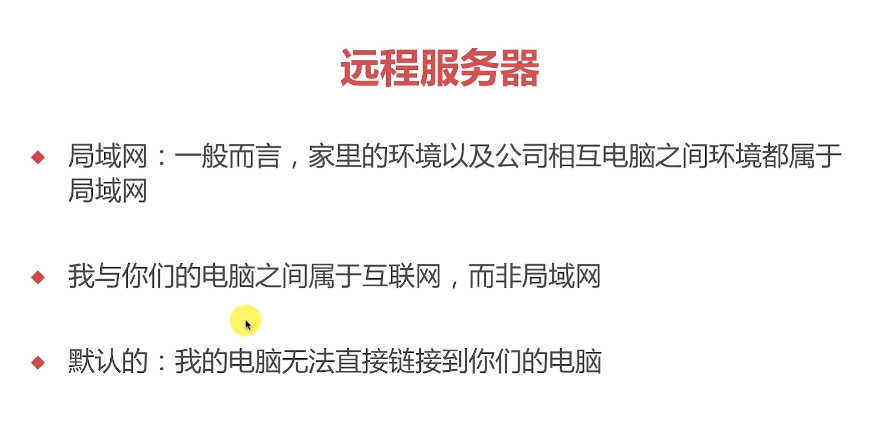 远程服务器
局域网：一般而言，家里的环境以及公司相互电脑之间环境都属于
局域网
我与你们的电脑之间属于互联网，而非局域网
默认的：我的电脑无法直接链接到你们的电脑